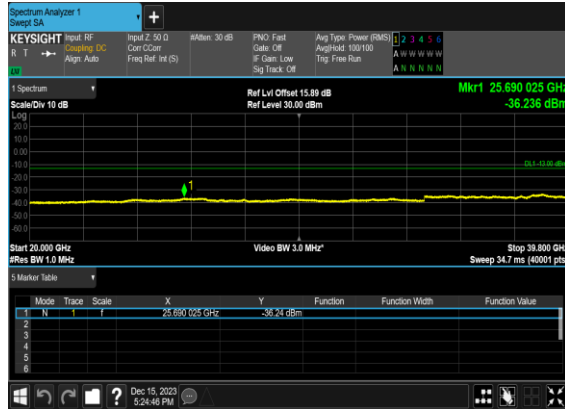 Spectrum Analyzer 1
Swept SA
+
KEYSIGHT Input: RF Input Z: 50 Ω #Atten: 30 dB PNO: Fast Avg Type: Power (RMS) 1 2 3 4 5 6
R T Coupling: DC Corr CCorr Gate: Off Avg|Hold: 100/100 A W W W W W
Align: Auto Freq Ref: Int (S) IF Gain: Low Trig: Free Run
Sig Track: Off A N N N N N
1 Spectrum Ref Lvl Offset 15.89 dB Mkr1 25.690 025 GHz
Scale/Div 10 dB Ref Level 30.00 dBm -36.236 dBm
Log
20.0
10.0
0.00
DL1 -13.00 dBm
-10.0
-20.0
1
-30.0
-40.0
-50.0
-60.0
Start 20.000 GHz Video BW 3.0 MHz* Stop 39.800 GHz
#Res BW 1.0 MHz Sweep 34.7 ms (40001 pts)
5 Marker Table
Mode Trace Scale X Y Function Function Width Function Value
1 N 1 f 25.690 025 GHz -36.24 dBm
2
3
4
5
6
? Dec 15, 2023
5:24:46 PM